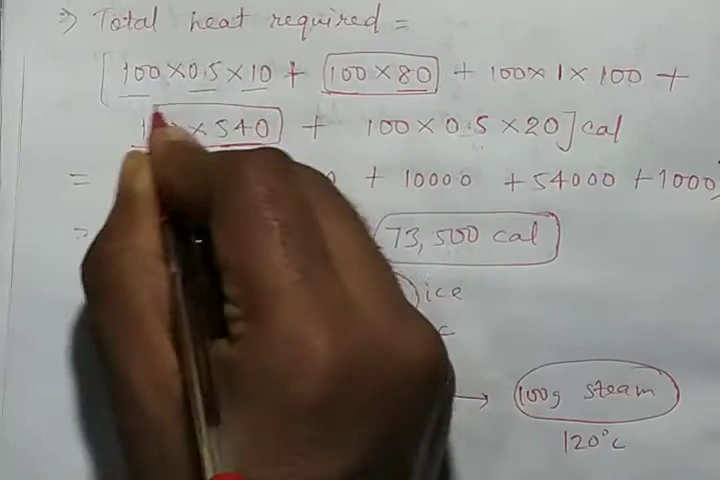 ⇒ Total heat required =
[100×0.5×10 + 100×80 + 100×1×100 +
×540 + 100×0.5×20] cal
= + 10000 + 54000 + 1000
73,500 cal
ice
c
→ 100g steam
120°c